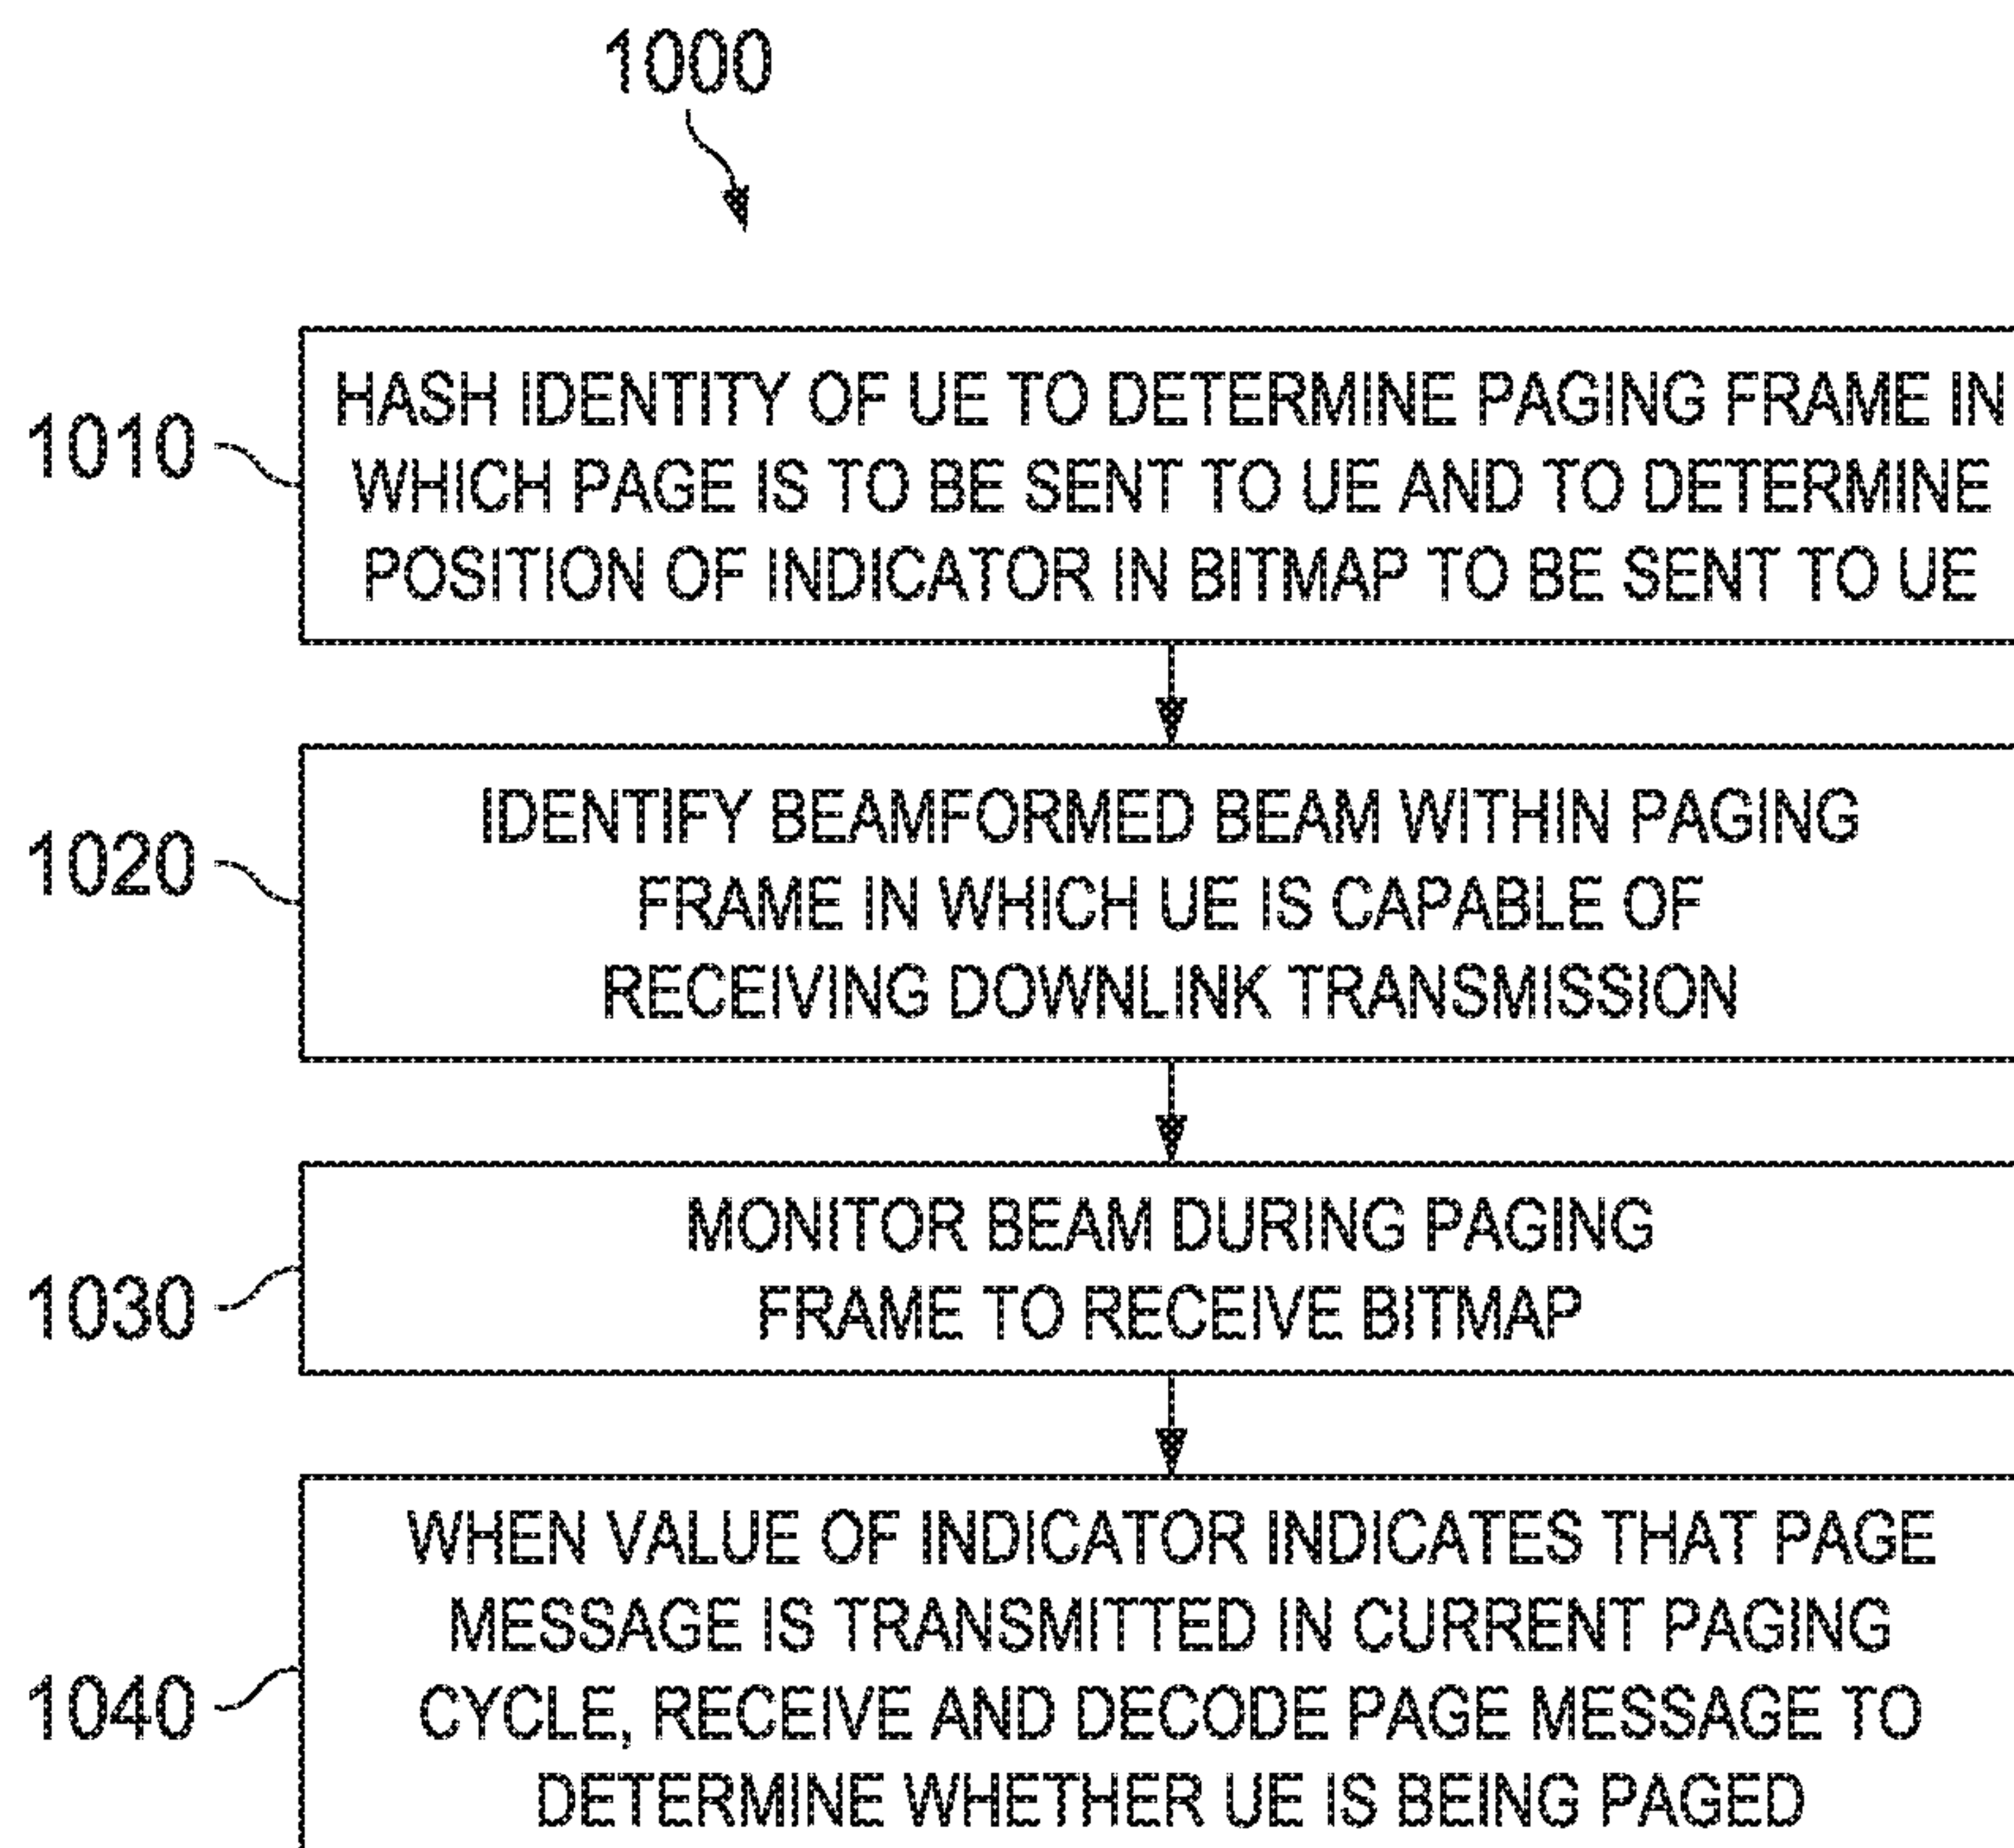 1000
1010
HASH IDENTITY OF UE TO DETERMINE PAGING FRAME IN
WHICH PAGE IS TO BE SENT TO UE AND TO DETERMINE
POSITION OF INDICATOR IN BITMAP TO BE SENT TO UE
1020
IDENTIFY BEAMFORMED BEAM WITHIN PAGING
FRAME IN WHICH UE IS CAPABLE OF
RECEIVING DOWNLINK TRANSMISSION
1030
MONITOR BEAM DURING PAGING
FRAME TO RECEIVE BITMAP
1040
WHEN VALUE OF INDICATOR INDICATES THAT PAGE
MESSAGE IS TRANSMITTED IN CURRENT PAGING
CYCLE, RECEIVE AND DECODE PAGE MESSAGE TO
DETERMINE WHETHER UE IS BEING PAGED